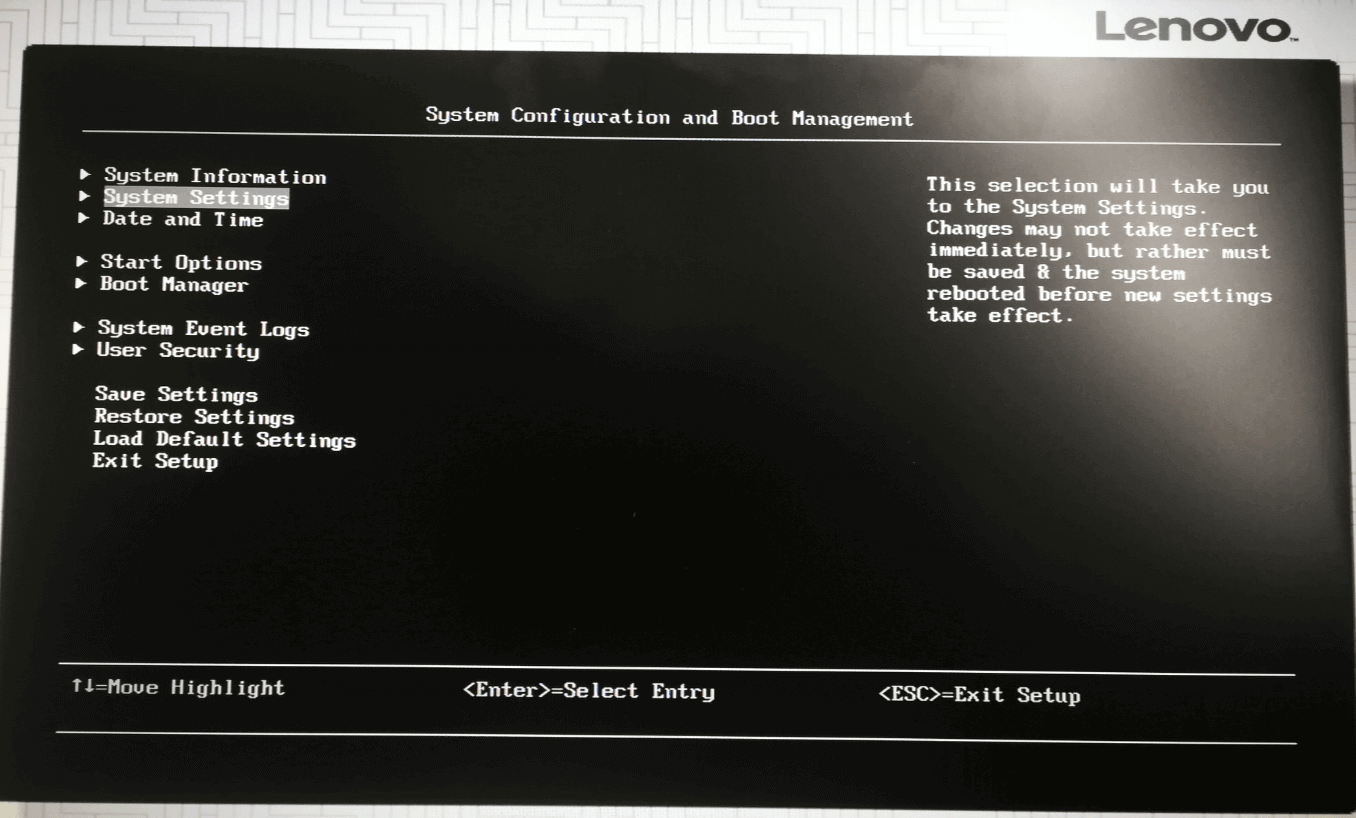 Lenovo™
System Configuration and Boot Management
▶ System Information
▶ System Settings
▶ Date and Time
▶ Start Options
▶ Boot Manager
▶ System Event Logs
▶ User Security
Save Settings
Restore Settings
Load Default Settings
Exit Setup
This selection will take you
to the System Settings.
Changes may not take effect
immediately, but rather must
be saved & the system
rebooted before new settings
take effect.
↑↓=Move Highlight
<Enter>=Select Entry
<ESC>=Exit Setup